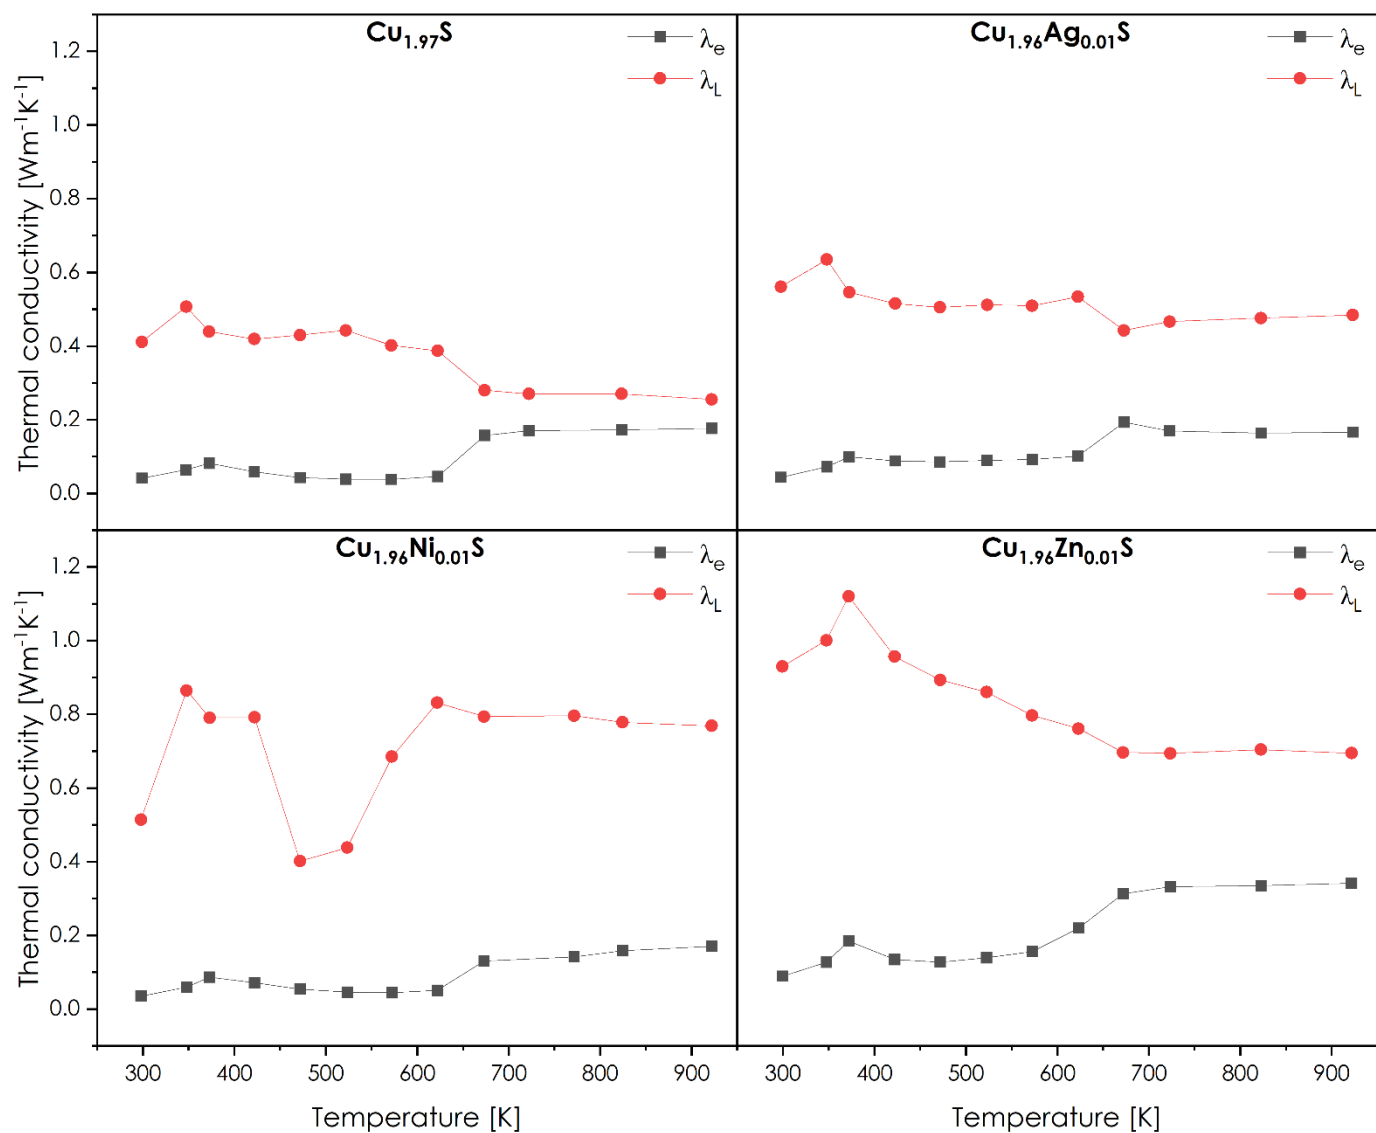 Cu₁.₉₇S
λₑ
λL
Thermal conductivity [Wm⁻¹K⁻¹]
1.2
1.0
0.8
0.6
0.4
0.2
0.0
Cu₁.₉₆Ag₀.₀₁S
λₑ
λL
Cu₁.₉₆Ni₀.₀₁S
λₑ
λL
Thermal conductivity [Wm⁻¹K⁻¹]
1.2
1.0
0.8
0.6
0.4
0.2
0.0
300 400 500 600 700 800 900
Temperature [K]
Cu₁.₉₆Zn₀.₀₁S
λₑ
λL
300 400 500 600 700 800 900
Temperature [K]